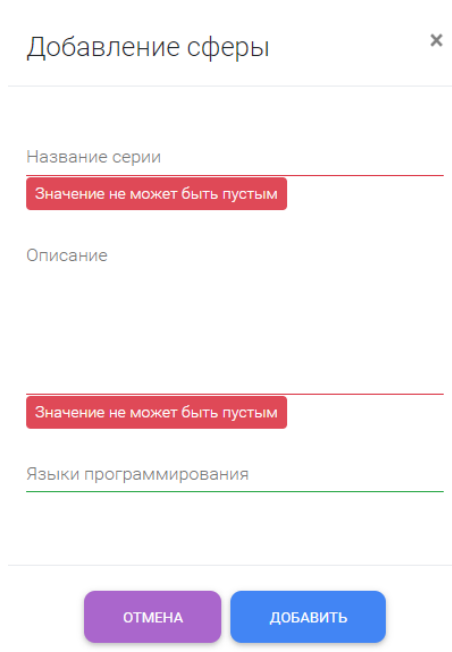 Добавление сферы ×
Название серии
Значение не может быть пустым
Описание
Значение не может быть пустым
Языки программирования
ОТМЕНА ДОБАВИТЬ